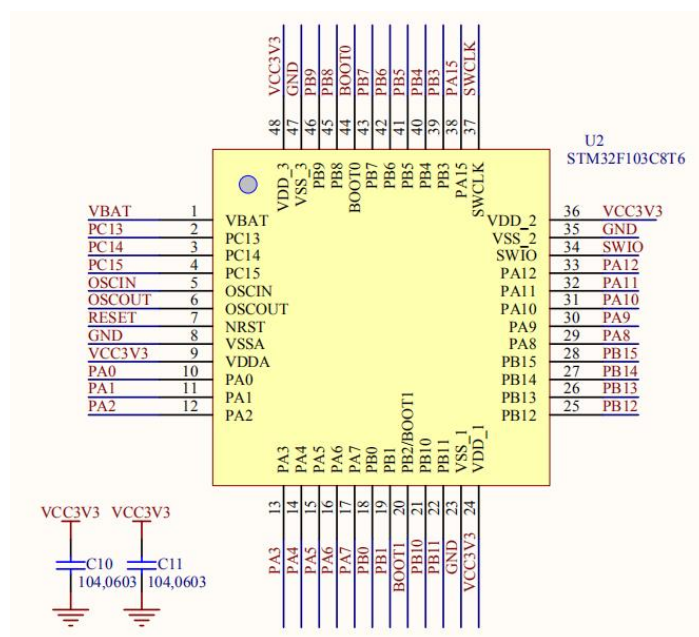 VCC3V3 GND PB9 PB8 BOOT0 PB7 PB6 PB5 PB4 PB3 PA15 SWCLK
48 47 46 45 44 43 42 41 40 39 38 37
U2
STM32F103C8T6
VDD_3 VSS_3 PB9 PB8 BOOT0 PB7 PB6 PB5 PB4 PB3 PA15 SWCLK
VBAT 1 VBAT
PC13 2 PC13
PC14 3 PC14
PC15 4 PC15
OSCIN 5 OSCIN
OSCOUT 6 OSCOUT
RESET 7 NRST
GND 8 VSSA
VCC3V3 9 VDDA
PA0 10 PA0
PA1 11 PA1
PA2 12 PA2
VDD_2 36 VCC3V3
VSS_2 35 GND
SWIO 34 SWIO
PA12 33 PA12
PA11 32 PA11
PA10 31 PA10
PA9 30 PA9
PA8 29 PA8
PB15 28 PB15
PB14 27 PB14
PB13 26 PB13
PB12 25 PB12
PA3 PA4 PA5 PA6 PA7 PB0 PB1 PB2/BOOT1 PB10 PB11 VSS_1 VDD_1
13 14 15 16 17 18 19 20 21 22 23 24
PA3 PA4 PA5 PA6 PA7 PB0 PB1 BOOT1 PB10 PB11 GND VCC3V3
VCC3V3 VCC3V3
C10 C11
104,0603 104,0603